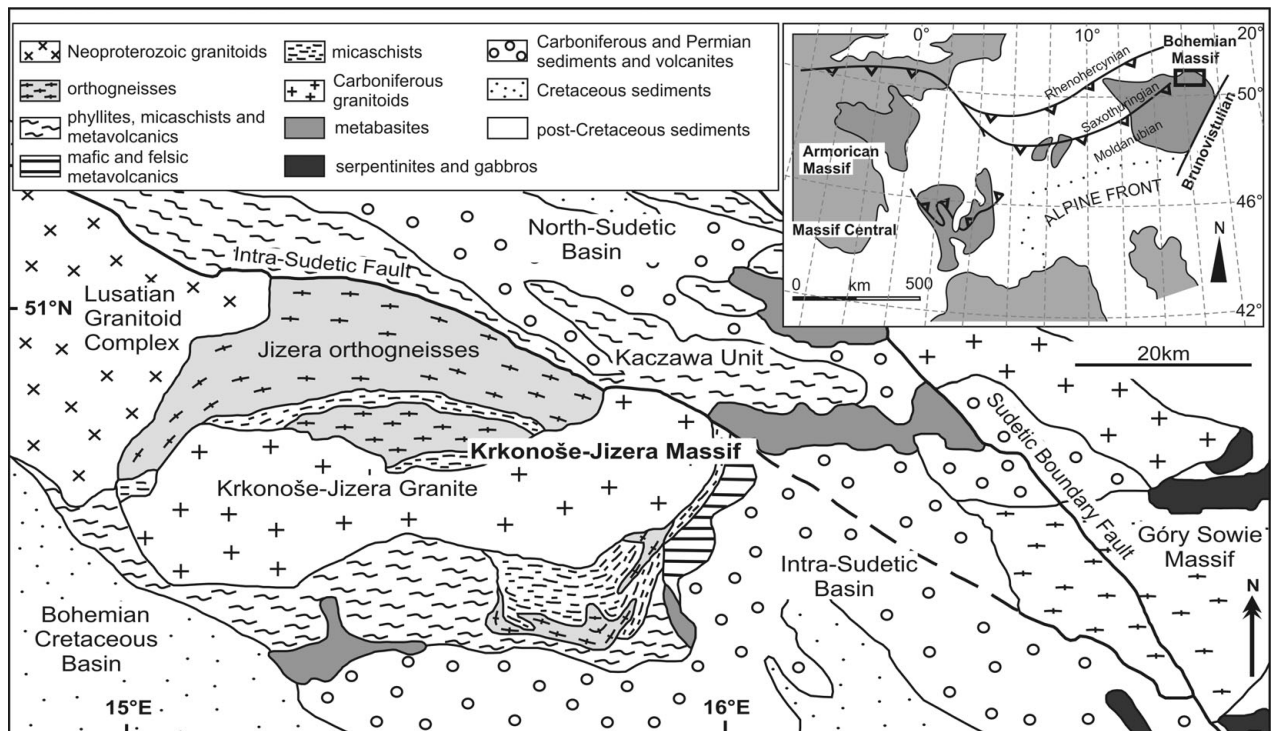 Neoproterozoic granitoids
orthogneisses
phyllites, micaschists and
metavolcanics
mafic and felsic
metavolcanics
micaschists
Carboniferous
granitoids
metabasites
serpentinites and gabbros
Carboniferous and Permian
sediments and volcanites
Cretaceous sediments
post-Cretaceous sediments
0°
10°
20°
Bohemian
Massif
Rhenohercynian
50°
Saxothuringian
Moldanubian
Brunovistulian
Armorican
Massif
ALPINE FRONT
46°
Massif Central
N
0 km 500
42°
North-Sudetic
Basin
Intra-Sudetic Fault
51°N
Lusatian
Granitoid
Complex
Jizera orthogneisses
Kaczawa Unit
20km
Sudetic Boundary Fault
Krkonoše-Jizera Massif
Krkonoše-Jizera Granite
Góry Sowie
Massif
Intra-Sudetic
Basin
N
Bohemian
Cretaceous
Basin
15°E
16°E